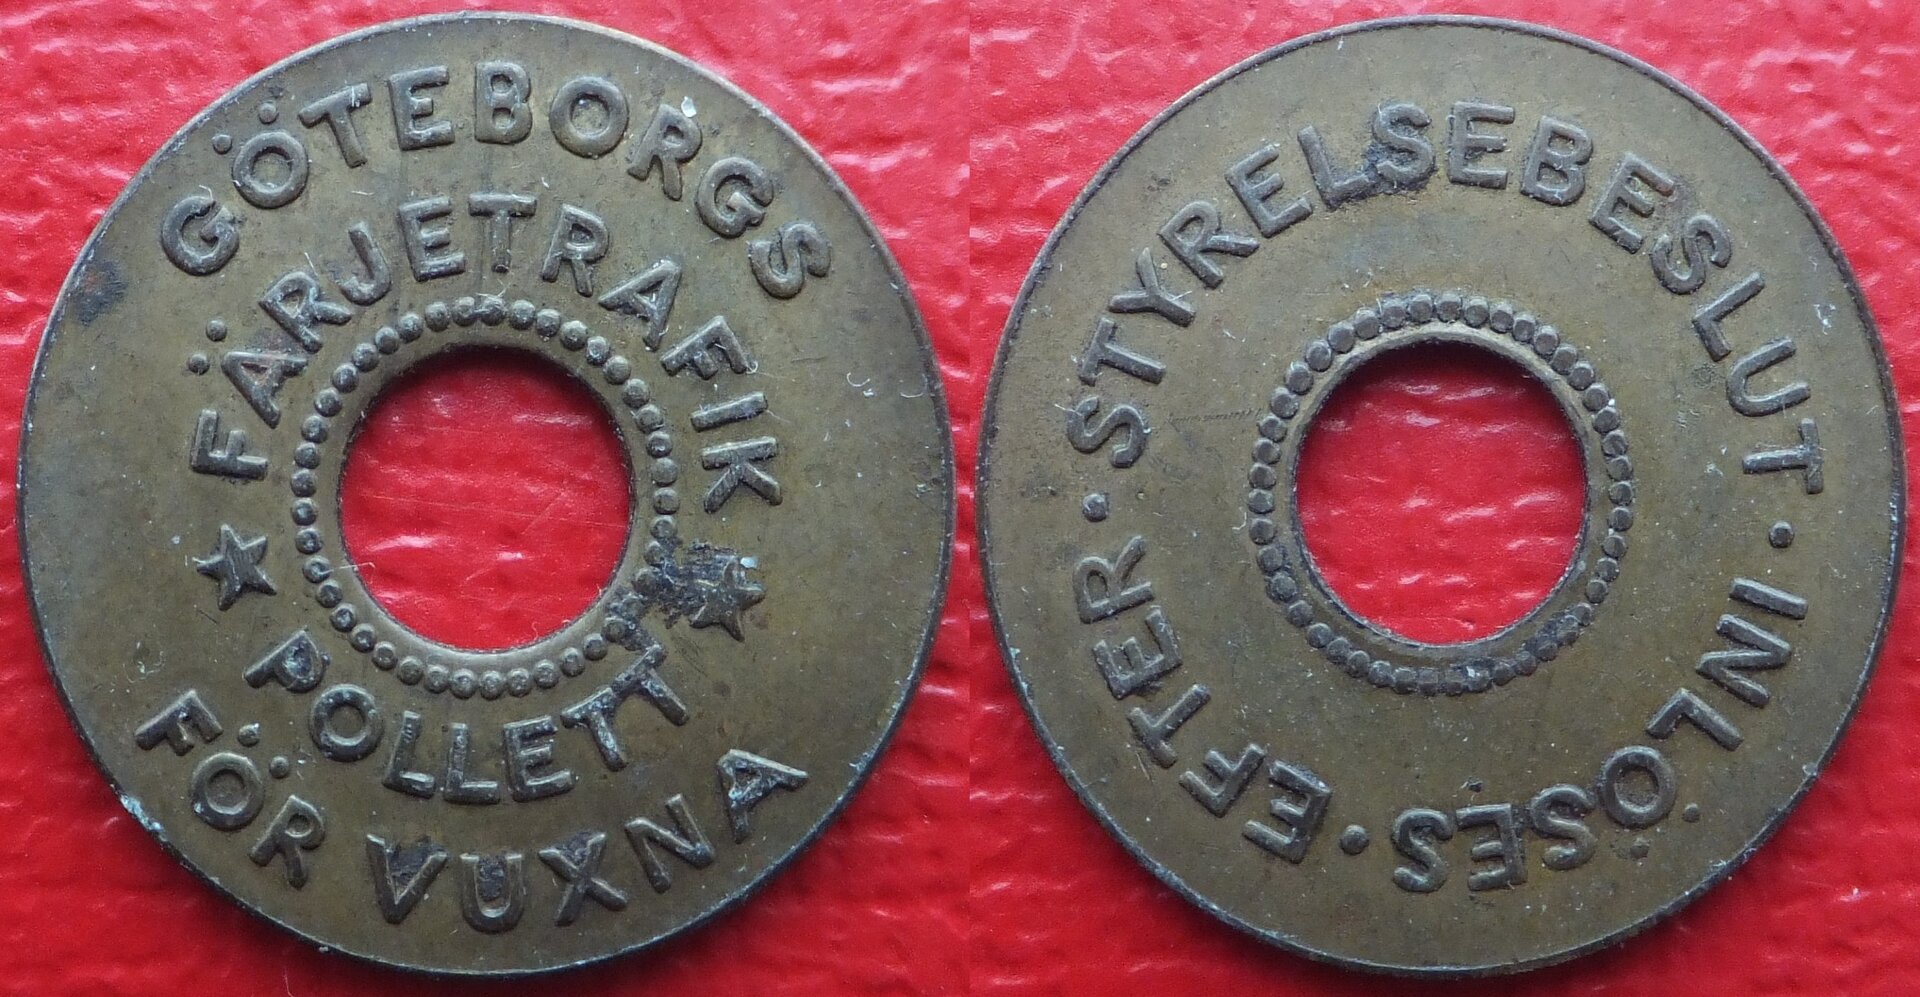 GÖTEBORGS
FÄRJETRAFIK
POLLETT
FÖR VUXNA
STYRELSEBESLUT · INLÖSES · EFTER ·